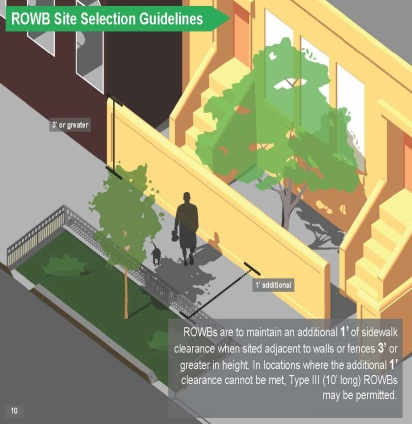 ROWB Site Selection Guidelines
3' or greater
1' additional
ROWBs are to maintain an additional 1' of sidewalk
clearance when sited adjacent to walls or fences 3' or
greater in height. In locations where the additional 1'
clearance cannot be met, Type III (10' long) ROWBs
may be permitted.
10